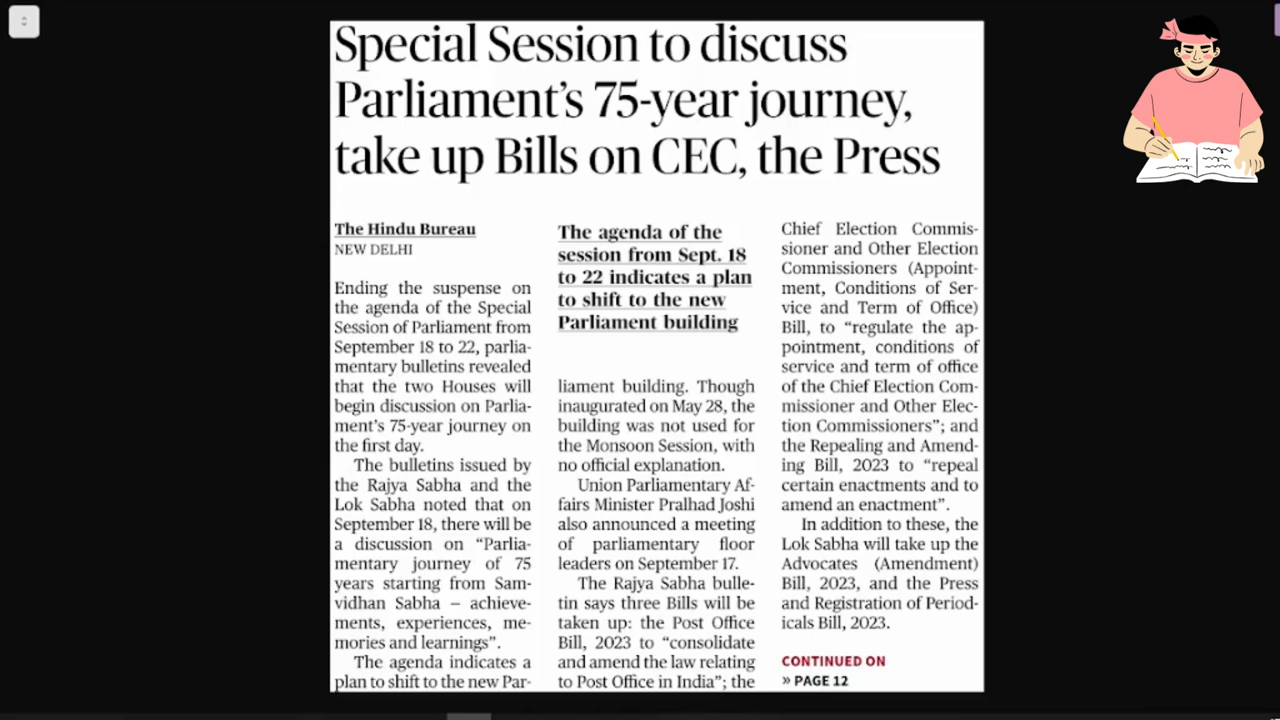 Special Session to discuss
Parliament's 75-year journey,
take up Bills on CEC, the Press
The Hindu Bureau
NEW DELHI
Ending the suspense on
the agenda of the Special
Session of Parliament from
September 18 to 22, parlia-
mentary bulletins revealed
that the two Houses will
begin discussion on Parlia-
ment's 75-year journey on
the first day.
The bulletins issued by
the Rajya Sabha and the
Lok Sabha noted that on
September 18, there will be
a discussion on “Parlia-
mentary journey of 75
years starting from Sam-
vidhan Sabha – achieve-
ments, experiences, me-
mories and learnings”.
The agenda indicates a
plan to shift to the new Par-
The agenda of the
session from Sept. 18
to 22 indicates a plan
to shift to the new
Parliament building
liament building. Though
inaugurated on May 28, the
building was not used for
the Monsoon Session, with
no official explanation.
Union Parliamentary Af-
fairs Minister Pralhad Joshi
also announced a meeting
of parliamentary floor
leaders on September 17.
The Rajya Sabha bulle-
tin says three Bills will be
taken up: the Post Office
Bill, 2023 to “consolidate
and amend the law relating
to Post Office in India”; the
Chief Election Commis-
sioner and Other Election
Commissioners (Appoint-
ment, Conditions of Ser-
vice and Term of Office)
Bill, to “regulate the ap-
pointment, conditions of
service and term of office
of the Chief Election Com-
missioner and Other Elec-
tion Commissioners”; and
the Repealing and Amend-
ing Bill, 2023 to “repeal
certain enactments and to
amend an enactment”.
In addition to these, the
Lok Sabha will take up the
Advocates (Amendment)
Bill, 2023, and the Press
and Registration of Period-
icals Bill, 2023.
CONTINUED ON
» PAGE 12